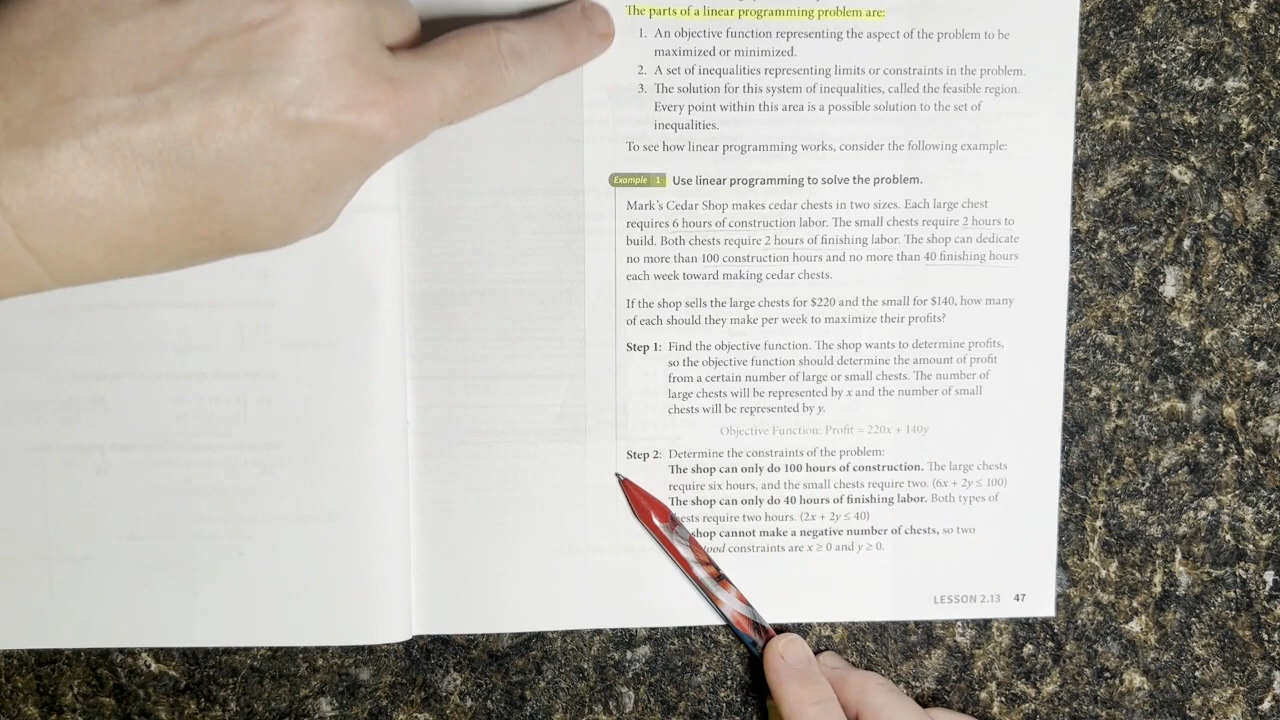 The parts of a linear programming problem are:
1. An objective function representing the aspect of the problem to be
maximized or minimized.
2. A set of inequalities representing limits or constraints in the problem.
3. The solution for this system of inequalities, called the feasible region.
Every point within this area is a possible solution to the set of
inequalities.
To see how linear programming works, consider the following example:
Example 1 Use linear programming to solve the problem.
Mark's Cedar Shop makes cedar chests in two sizes. Each large chest
requires 6 hours of construction labor. The small chests require 2 hours to
build. Both chests require 2 hours of finishing labor. The shop can dedicate
no more than 100 construction hours and no more than 40 finishing hours
each week toward making cedar chests.
If the shop sells the large chests for $220 and the small for $140, how many
of each should they make per week to maximize their profits?
Step 1: Find the objective function. The shop wants to determine profits,
so the objective function should determine the amount of profit
from a certain number of large or small chests. The number of
large chests will be represented by x and the number of small
chests will be represented by y.
Objective Function: Profit = 220x + 140y
Step 2: Determine the constraints of the problem:
The shop can only do 100 hours of construction. The large chests
require six hours, and the small chests require two. (6x + 2y ≤ 100)
The shop can only do 40 hours of finishing labor. Both types of
hests require two hours. (2x + 2y ≤ 40)
shop cannot make a negative number of chests, so two
tood constraints are x ≥ 0 and y ≥ 0.
LESSON 2.13 47